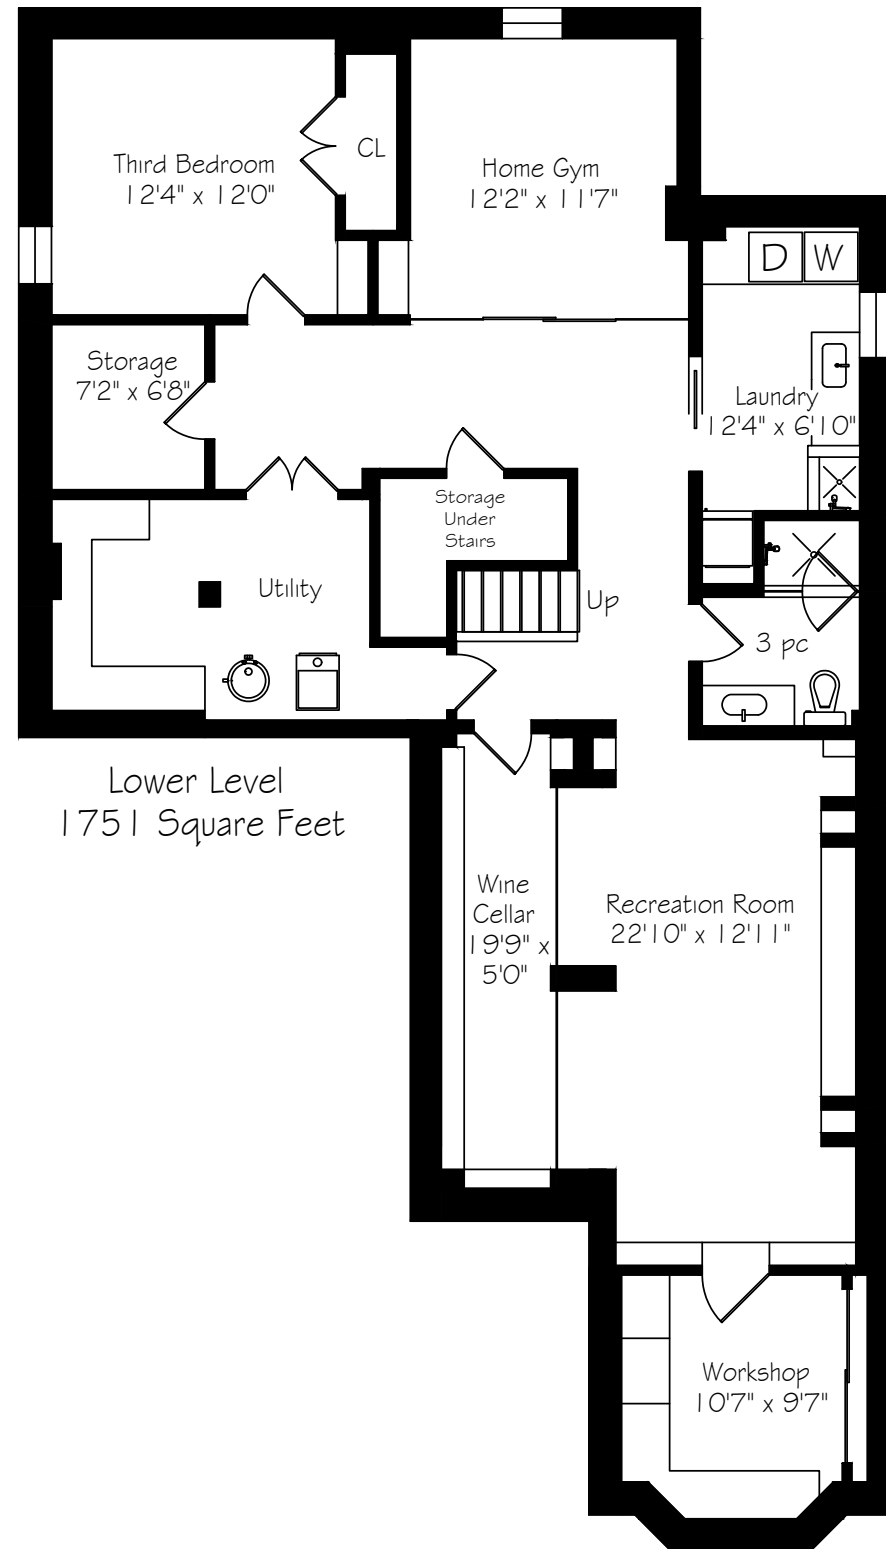 Third Bedroom
12'4" x 12'0"
CL
Home Gym
12'2" x 11'7"
D W
Storage
7'2" x 6'8"
Laundry
12'4" x 6'10"
Storage
Under
Stairs
Utility
Up
3 pc
Lower Level
1751 Square Feet
Wine
Cellar
19'9" x
5'0"
Recreation Room
22'10" x 12'11"
Workshop
10'7" x 9'7"